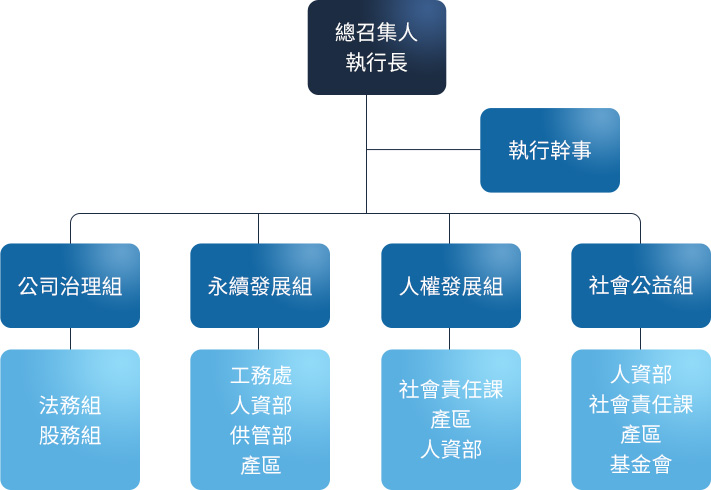 總召集人
執行長
執行幹事
公司治理組
永續發展組
人權發展組
社會公益組
法務組
股務組
工務處
人資部
供管部
產區
社會責任課
產區
人資部
人資部
社會責任課
產區
基金會